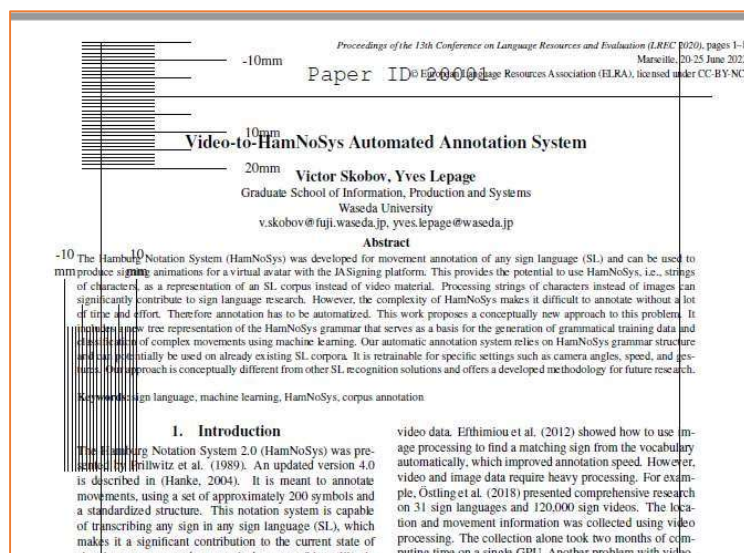 Proceedings of the 13th Conference on Language Resources and Evaluation (LREC 2020), pages 1–1
Marseille, 20-25 June 202
© European Language Resources Association (ELRA), licensed under CC-BY-NC
Paper ID 20001
-10mm
10mm
20mm
Video-to-HamNoSys Automated Annotation System
Victor Skobov, Yves Lepage
Graduate School of Information, Production and Systems
Waseda University
v.skobov@fuji.waseda.jp, yves.lepage@waseda.jp
Abstract
-10 mm
10 mm
The Hamburg Notation System (HamNoSys) was developed for movement annotation of any sign language (SL) and can be used to
produce signing animations for a virtual avatar with the JASigning platform. This provides the potential to use HamNoSys, i.e., strings
of characters, as a representation of an SL corpus instead of video material. Processing strings of characters instead of images can
significantly contribute to sign language research. However, the complexity of HamNoSys makes it difficult to annotate without a lot
of time and effort. Therefore annotation has to be automatized. This work proposes a conceptually new approach to this problem. It
includes a new tree representation of the HamNoSys grammar that serves as a basis for the generation of grammatical training data and
classification of complex movements using machine learning. Our automatic annotation system relies on HamNoSys grammar structure
and can potentially be used on already existing SL corpora. It is retrainable for specific settings such as camera angles, speed, and ges-
tures. Our approach is conceptually different from other SL recognition solutions and offers a developed methodology for future research.
Keywords: sign language, machine learning, HamNoSys, corpus annotation
1. Introduction
The Hamburg Notation System 2.0 (HamNoSys) was pre-
sented by Prillwitz et al. (1989). An updated version 4.0
is described in (Hanke, 2004). It is meant to annotate
movements, using a set of approximately 200 symbols and
a standardized structure. This notation system is capable
of transcribing any sign in any sign language (SL), which
makes it a significant contribution to the current state of
video data. Efthimiou et al. (2012) showed how to use im-
age processing to find a matching sign from the vocabulary
automatically, which improved annotation speed. However,
video and image data require heavy processing. For exam-
ple, Östling et al. (2018) presented comprehensive research
on 31 sign languages and 120,000 sign videos. The loca-
tion and movement information was collected using video
processing. The collection alone took two months of com-
puting time on a single GPU. Another problem with video